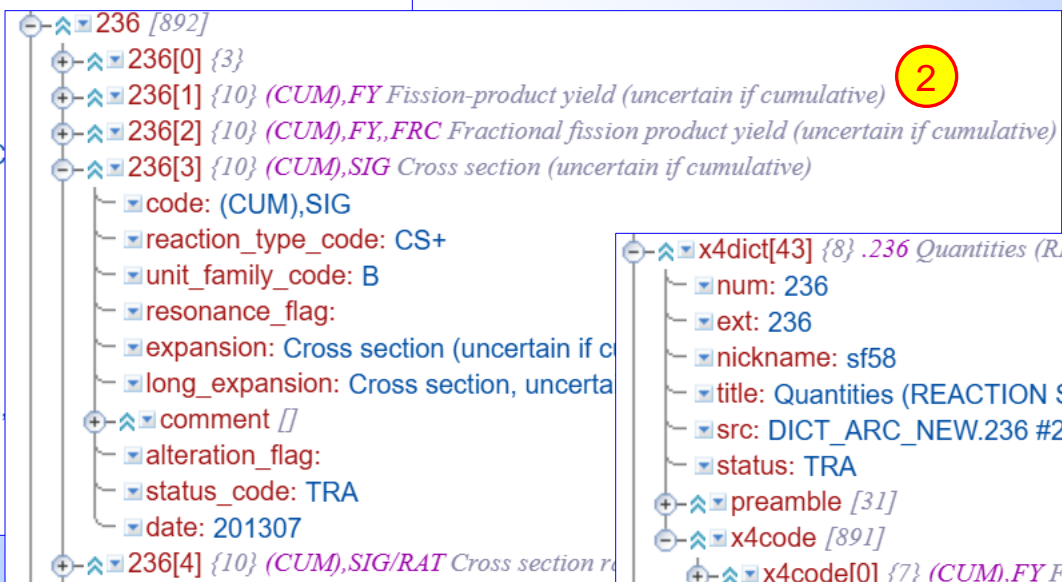 236 [892]
236[0] {3}
236[1] {10} (CUM),FY Fission-product yield (uncertain if cumulative)
2
236[2] {10} (CUM),FY,,FRC Fractional fission product yield (uncertain if cumulative)
236[3] {10} (CUM),SIG Cross section (uncertain if cumulative)
code: (CUM),SIG
reaction_type_code: CS+
unit_family_code: B
resonance_flag:
expansion: Cross section (uncertain if
long_expansion: Cross section,
comment []
alteration_flag:
status_code: TRA
date: 201307
236[4] {10} (CUM),SIG/RAT Cross section
x4dict[43] {8} .236 Quantities
num: 236
ext: 236
nickname: sf58
title: Quantities (REACTION
src: DICT_ARC_NEW.236
status: TRA
preamble [31]
x4code [891]
x4code[0] {7} (CUM),FY